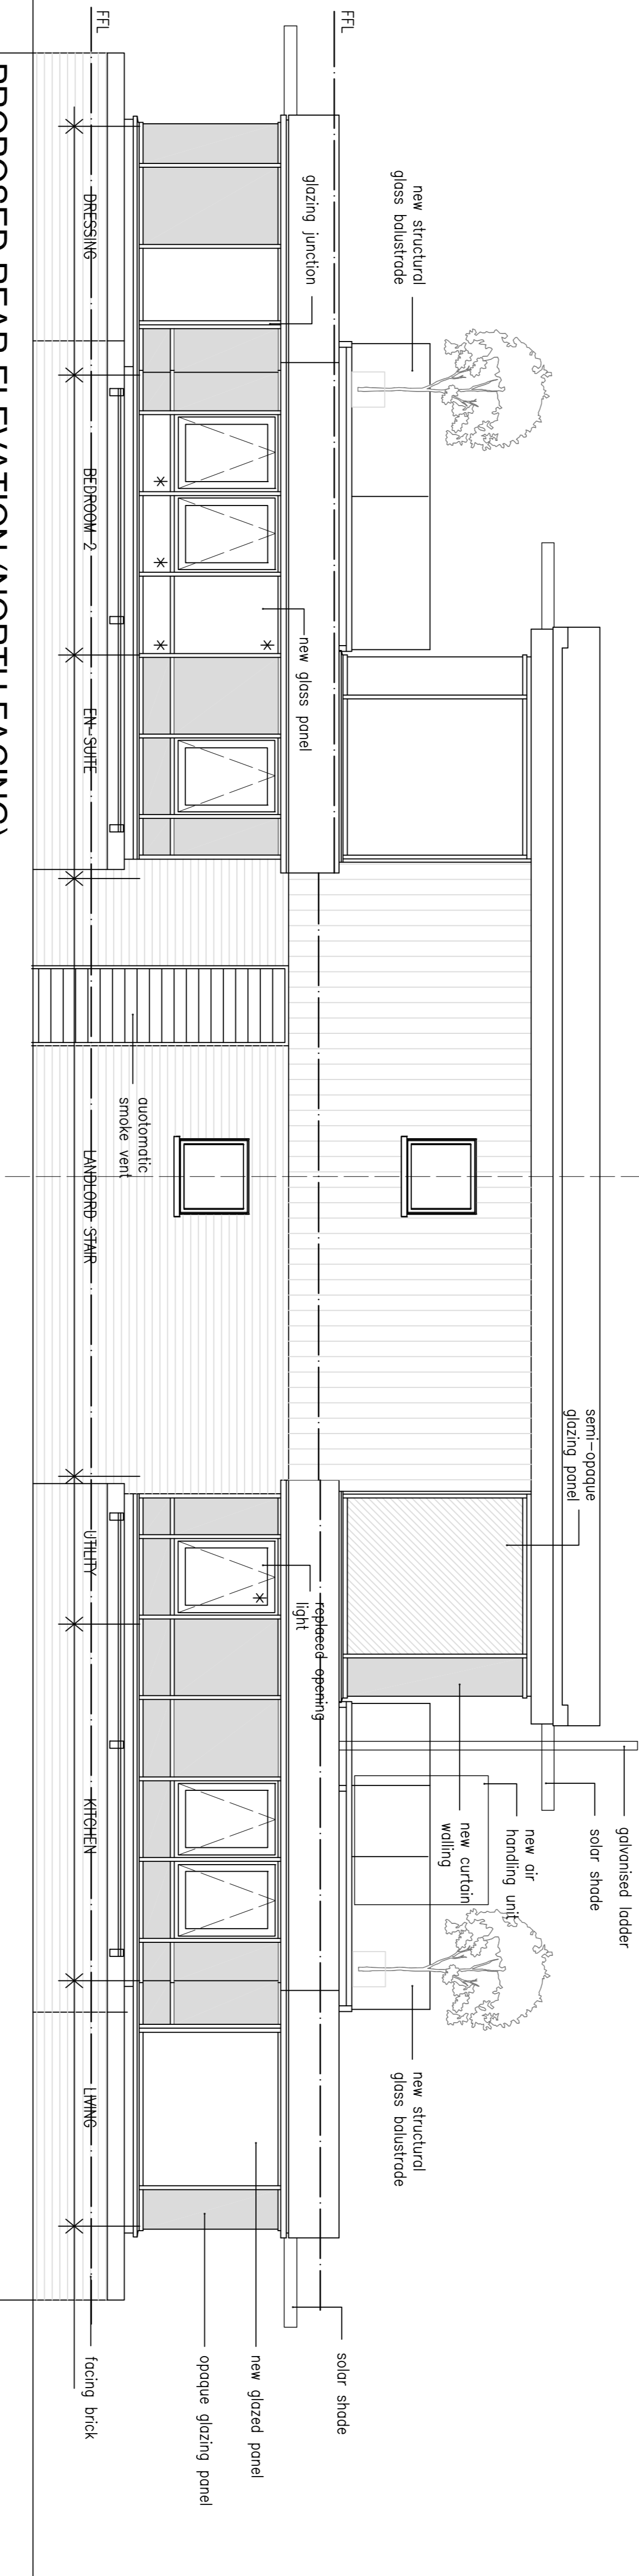 FFL
FFL
new structural
glass balustrade
glazing junction
new glass panel
DRESSING
BEDROOM 2
EN-SUITE
auotomatic
smoke vent
LANDLORD STAIR
semi-opaque
glazing panel
replaced opening
light
UTILITY
KITCHEN
LIVING
galvanised ladder
solar shade
new air
handling unit
new curtain
walling
new structural
glass balustrade
solar shade
new glazed panel
opaque glazing panel
facing brick
PROPOSED REAR ELEVATION (NORTH FACING)